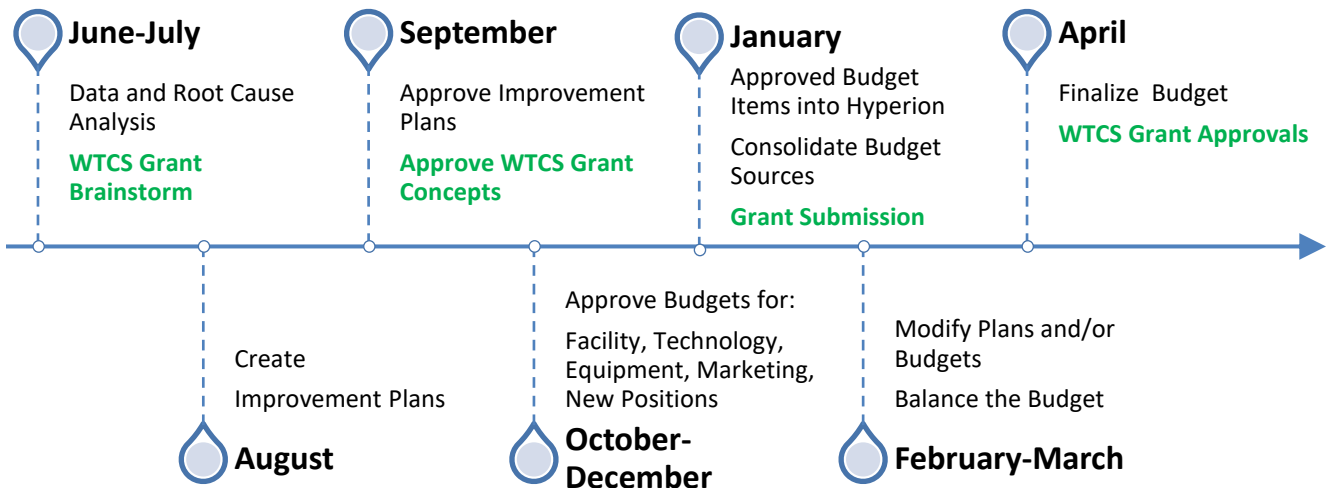 June-July
Data and Root Cause
Analysis
WTCS Grant
Brainstorm
September
Approve Improvement
Plans
Approve WTCS Grant
Concepts
January
Approved Budget
Items into Hyperion
Consolidate Budget
Sources
Grant Submission
April
Finalize Budget
WTCS Grant Approvals
Create
Improvement Plans
August
Approve Budgets for:
Facility, Technology,
Equipment, Marketing,
New Positions
October-
December
Modify Plans and/or
Budgets
Balance the Budget
February-March